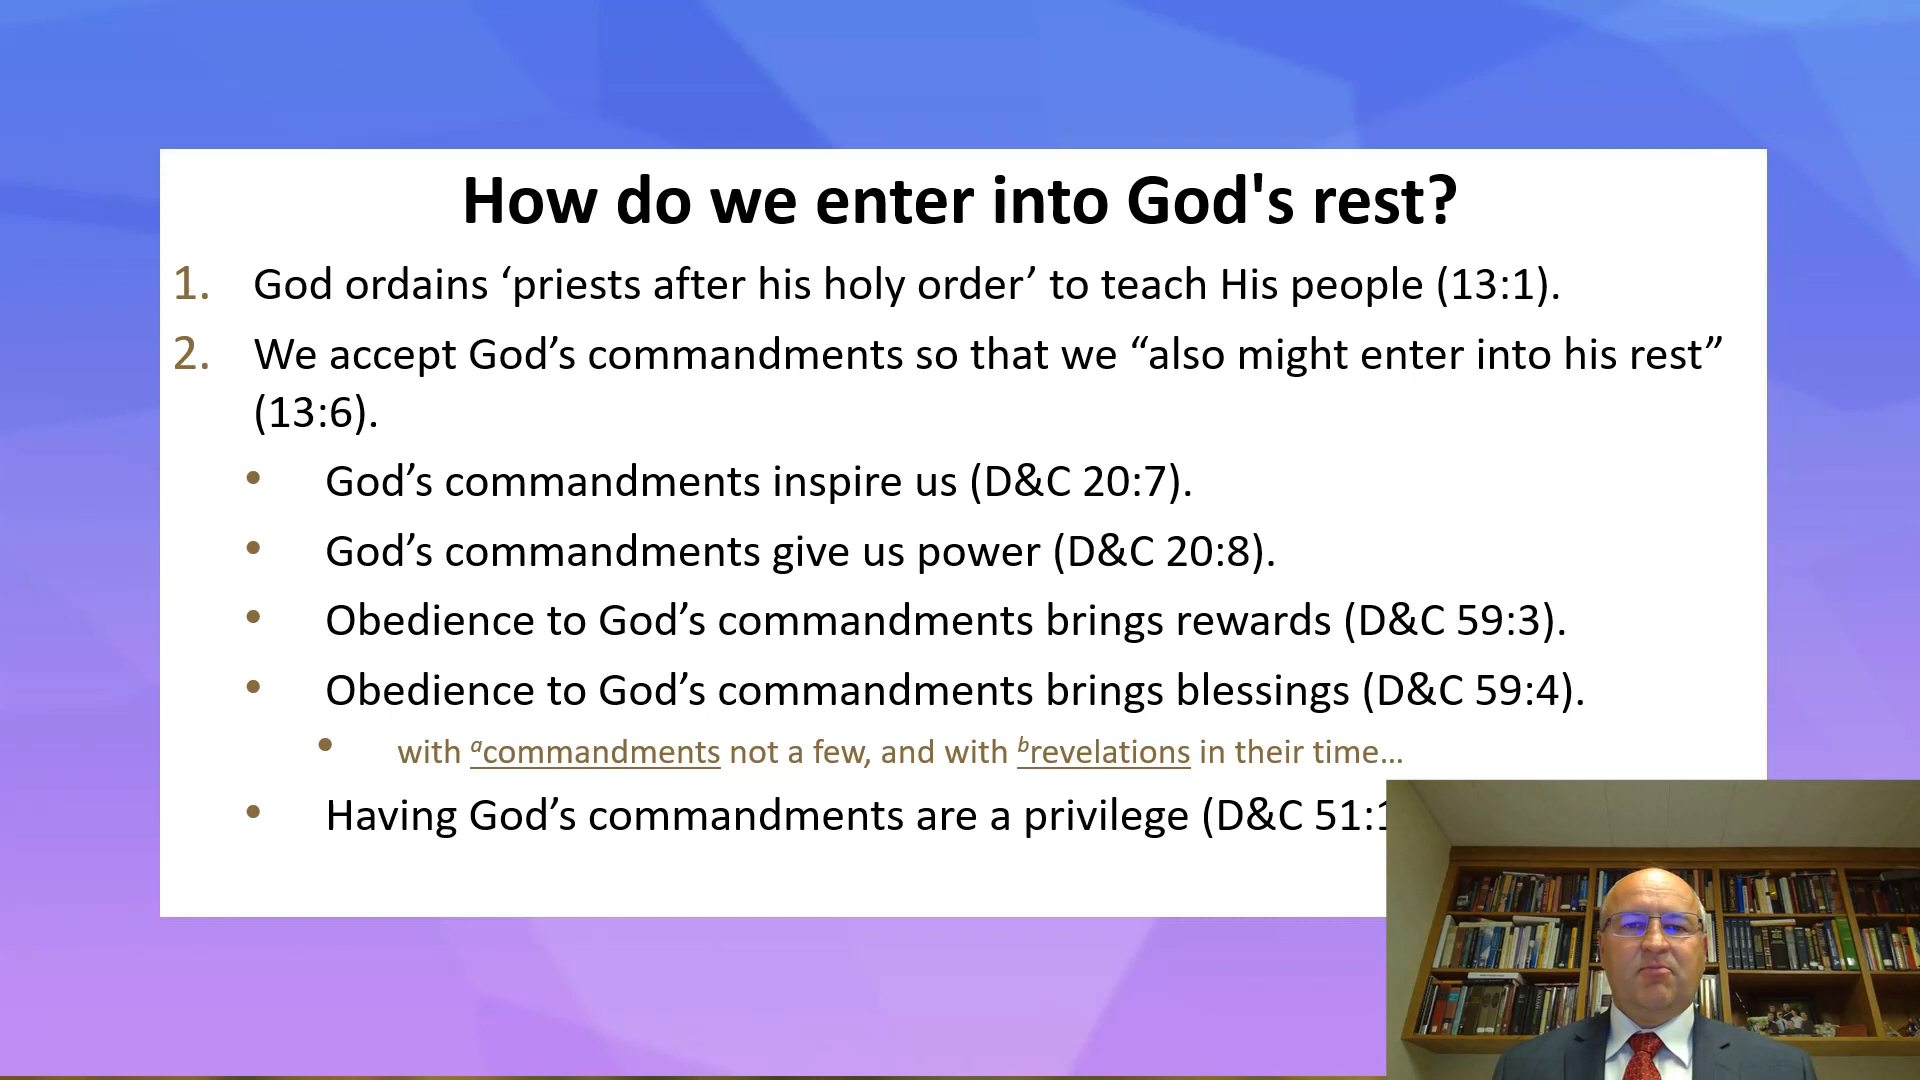 How do we enter into God's rest?
1. God ordains ‘priests after his holy order’ to teach His people (13:1).
2. We accept God’s commandments so that we “also might enter into his rest”
(13:6).
• God’s commandments inspire us (D&C 20:7).
• God’s commandments give us power (D&C 20:8).
• Obedience to God’s commandments brings rewards (D&C 59:3).
• Obedience to God’s commandments brings blessings (D&C 59:4).
• with acommandments not a few, and with brevelations in their time…
• Having God’s commandments are a privilege (D&C 51:1